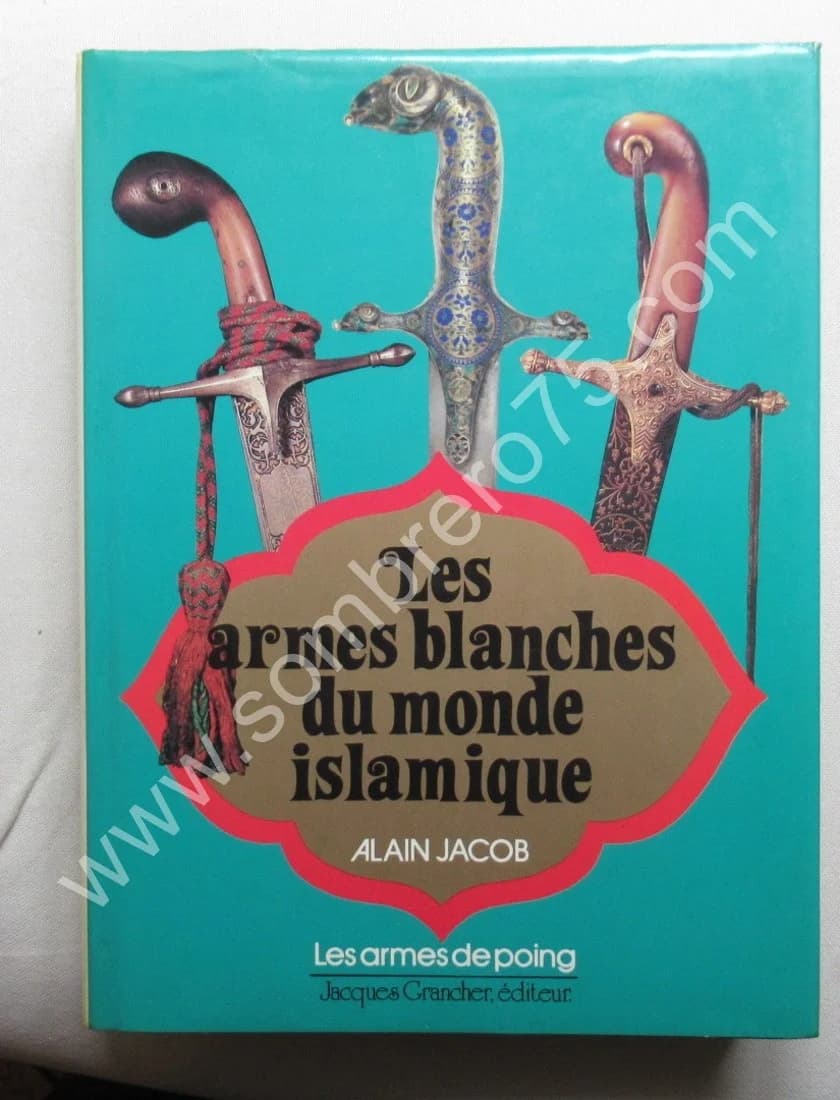 Les
armes blanches
du monde
islamique
ALAIN JACOB
Les armes de poing
Jacques Grancher, éditeur.
www.sombrero75.com